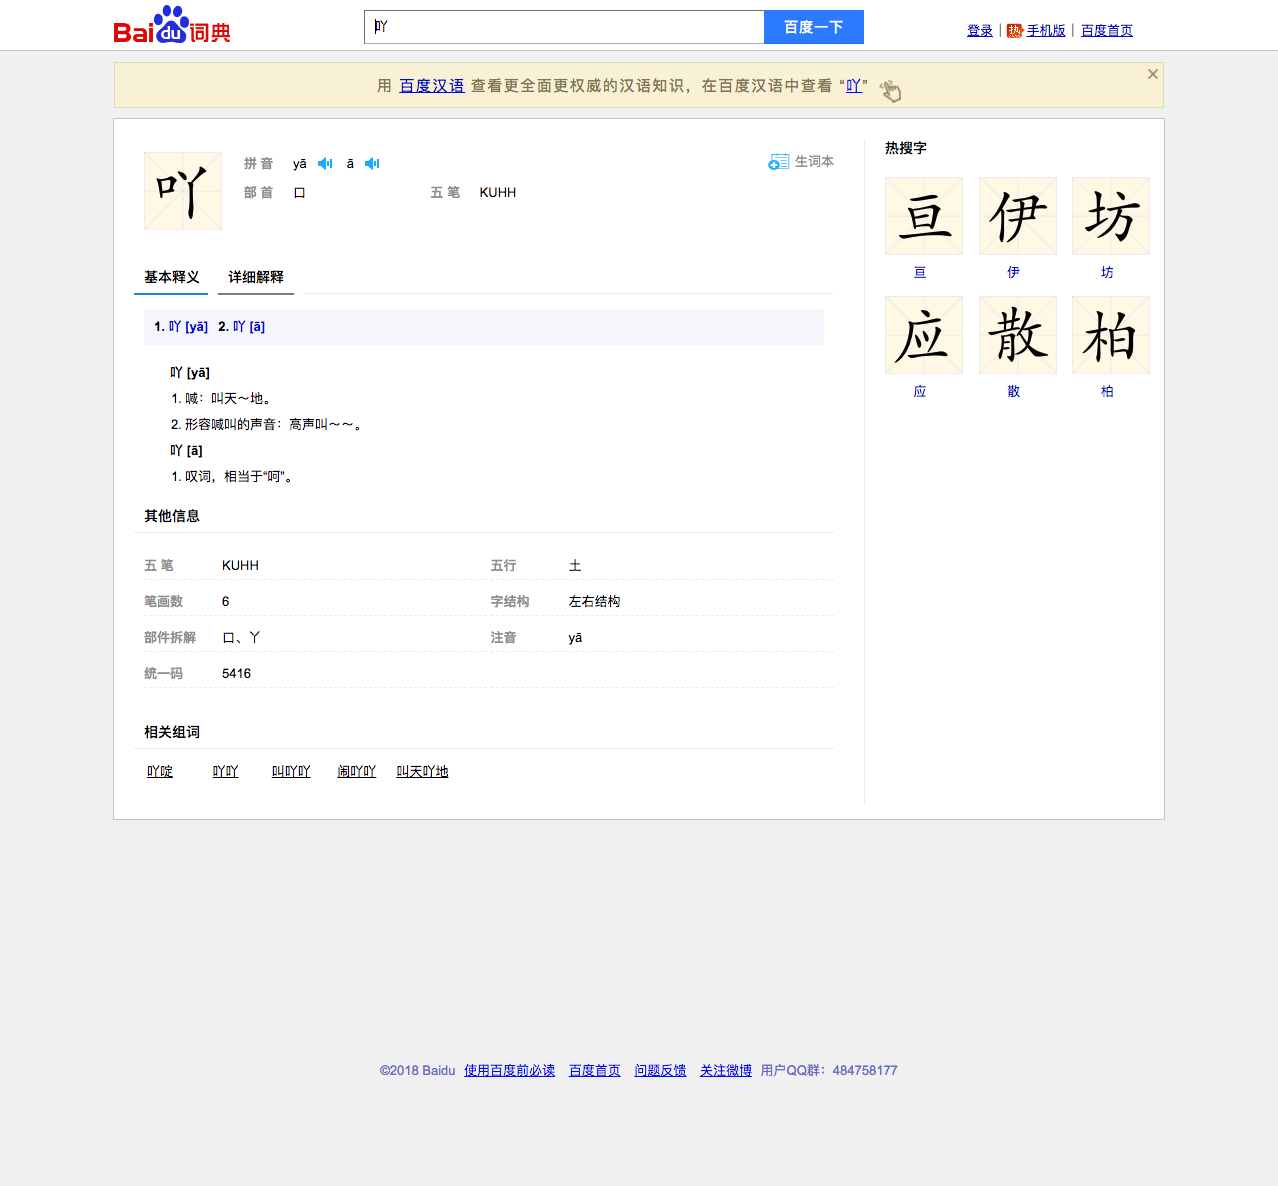 Bai du 词典
吖
百度一下
登录 | 热 手机版 | 百度首页
用 百度汉语 查看更全面更权威的汉语知识，在百度汉语中查看 “吖”
吖
拼 音 yā ā
生词本
部 首 口 五 笔 KUHH
基本释义 详细解释
1. 吖 [yā] 2. 吖 [ā]
吖 [yā]
1. 喊：叫天～地。
2. 形容喊叫的声音：高声叫～～。
吖 [ā]
1. 叹词，相当于“呵”。
其他信息
五 笔 KUHH 五行 土
笔画数 6 字结构 左右结构
部件拆解 口、丫 注音 yā
统一码 5416
相关组词
吖啶 吖吖 叫吖吖 闹吖吖 叫天吖地
热搜字
亘 伊 坊
亘 伊 坊
应 散 柏
应 散 柏
©2018 Baidu 使用百度前必读 百度首页 问题反馈 关注微博 用户QQ群：484758177